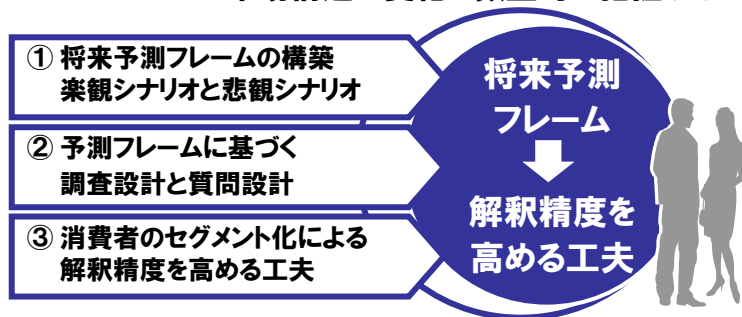 ① 将来予測フレームの構築
楽観シナリオと悲観シナリオ
② 予測フレームに基づく
調査設計と質問設計
③ 消費者のセグメント化による
解釈精度を高める工夫
将来予測
フレーム
解釈精度を
高める工夫